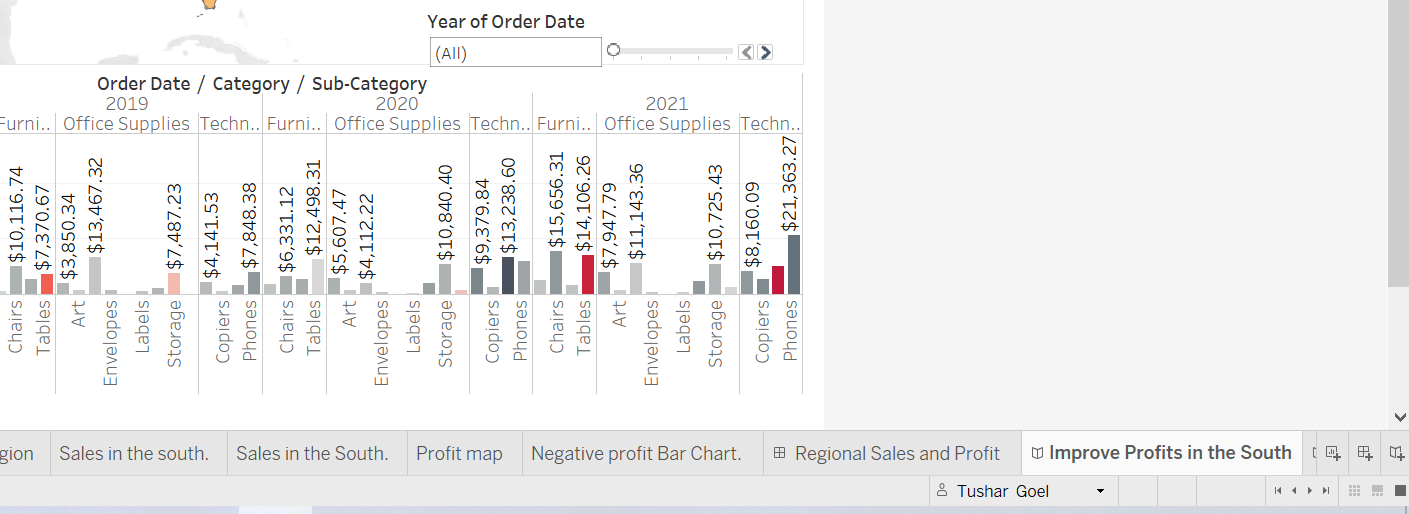 Year of Order Date
(All)
Order Date / Category / Sub-Category
2019 2020 2021
Furni.. Office Supplies Techn.. Furni.. Office Supplies Techn.. Furni.. Office Supplies Techn..
$10,116.74 $7,370.67 $3,850.34 $13,467.32 $7,487.23 $4,141.53 $7,848.38 $6,331.12 $12,498.31 $5,607.47 $4,112.22 $10,840.40 $9,379.84 $13,238.60 $15,656.31 $14,106.26 $7,947.79 $11,143.36 $10,725.43 $8,160.09 $21,363.27
Chairs Tables Art Envelopes Labels Storage Copiers Phones Chairs Tables Art Envelopes Labels Storage Copiers Phones Chairs Tables Art Envelopes Labels Storage Copiers Phones
gion Sales in the south. Sales in the South. Profit map Negative profit Bar Chart. Regional Sales and Profit Improve Profits in the South
Tushar Goel